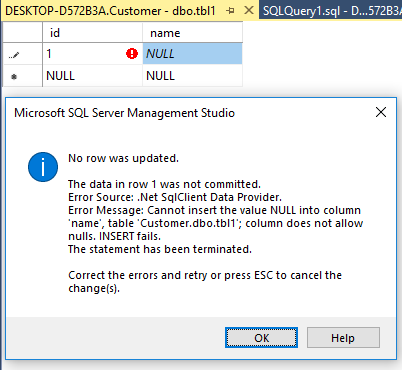 DESKTOP-D572B3A.Customer - dbo.tbl1 SQLQuery1.sql - D...572B3A
id name
1 NULL
NULL NULL
Microsoft SQL Server Management Studio
No row was updated.
The data in row 1 was not committed.
Error Source: .Net SqlClient Data Provider.
Error Message: Cannot insert the value NULL into column
'name', table 'Customer.dbo.tbl1'; column does not allow
nulls. INSERT fails.
The statement has been terminated.
Correct the errors and retry or press ESC to cancel the
change(s).
OK Help